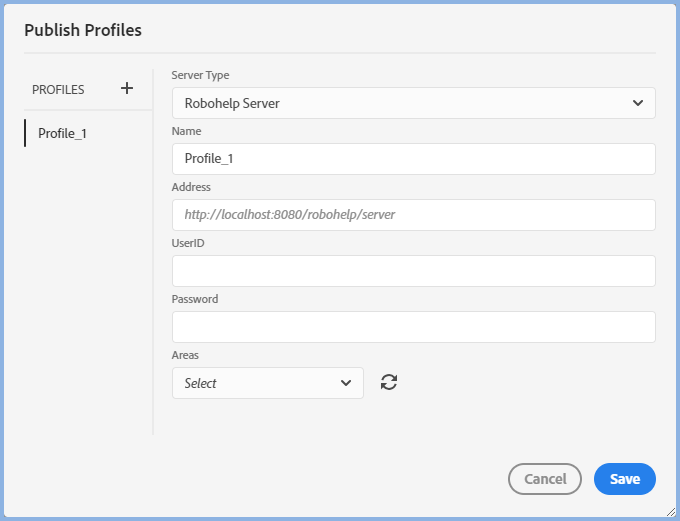 Publish Profiles
PROFILES
Profile_1
Server Type
Robohelp Server
Name
Profile_1
Address
http://localhost:8080/robohelp/server
UserID
Password
Areas
Select
Cancel
Save